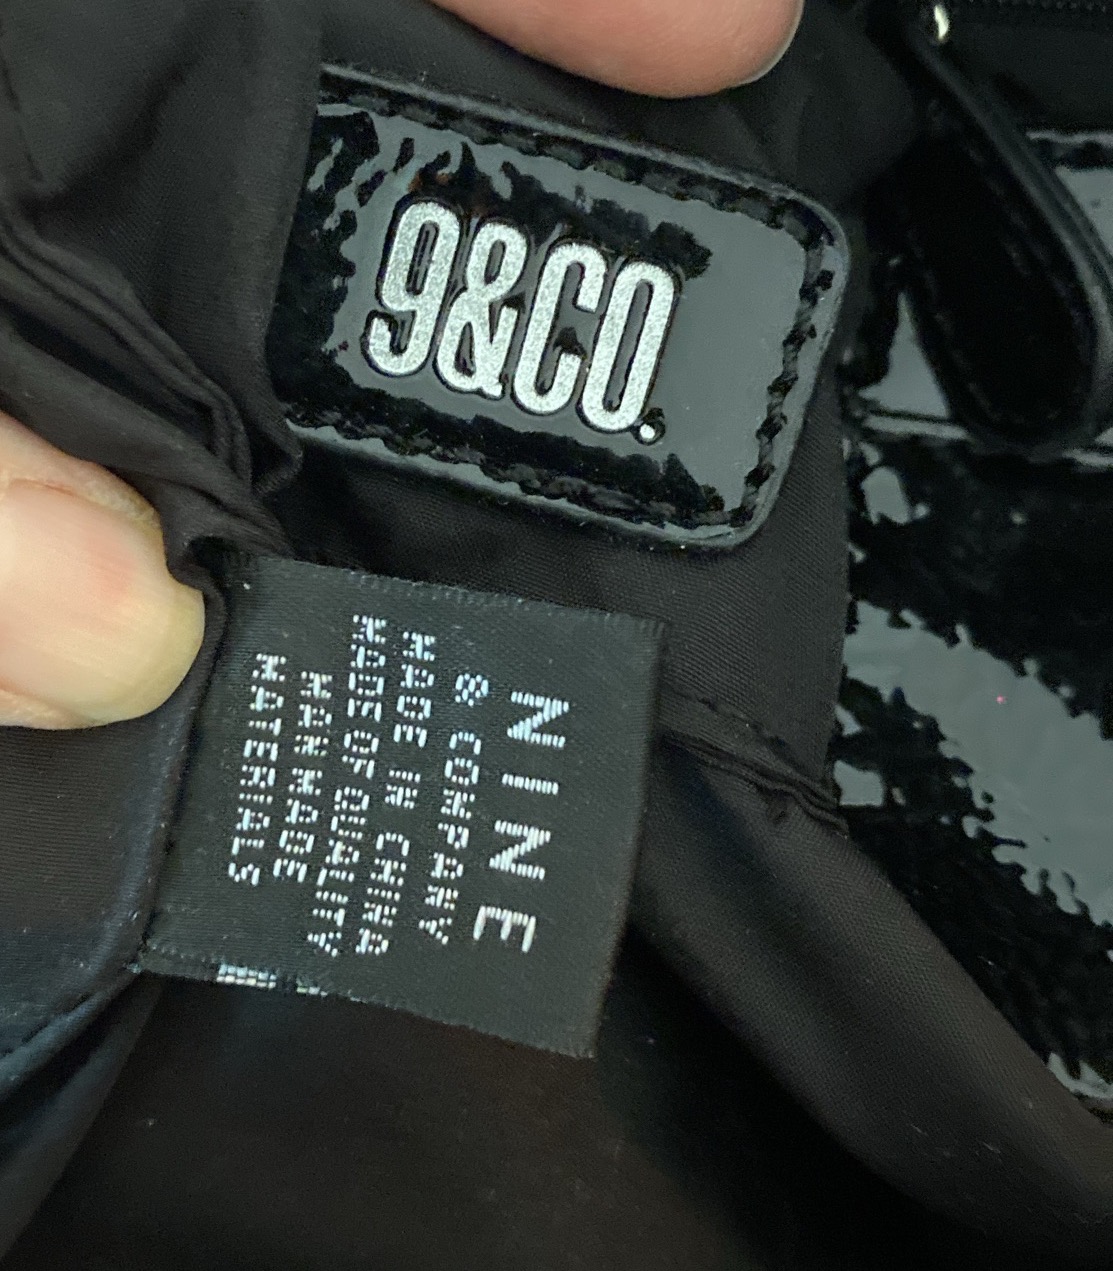 9&CO.
NINE
& COMPANY
MADE IN CHINA
MADE OF QUALITY
MAN MADE
MATERIALS